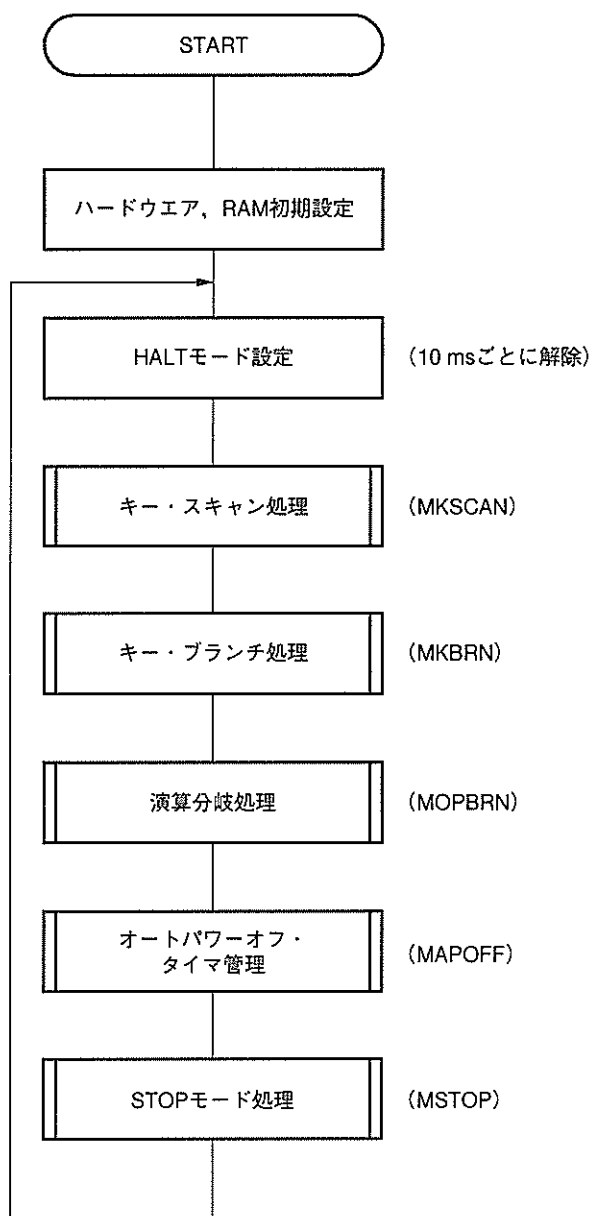 START
ハードウエア，RAM初期設定
HALTモード設定
（10 msごとに解除）
キー・スキャン処理
（MKSCAN）
キー・ブランチ処理
（MKBRN）
演算分岐処理
（MOPBRN）
オートパワーオフ・
タイマ管理
（MAPOFF）
STOPモード処理
（MSTOP）